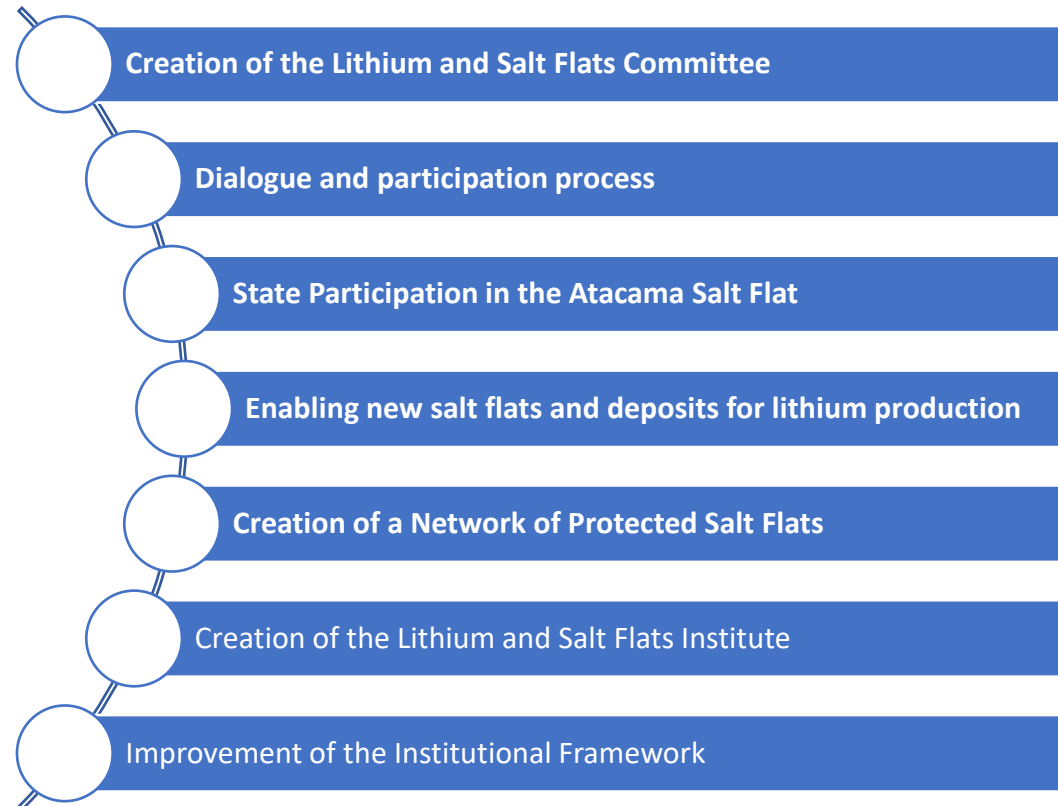 Creation of the Lithium and Salt Flats Committee
Dialogue and participation process
State Participation in the Atacama Salt Flat
Enabling new salt flats and deposits for lithium production
Creation of a Network of Protected Salt Flats
Creation of the Lithium and Salt Flats Institute
Improvement of the Institutional Framework